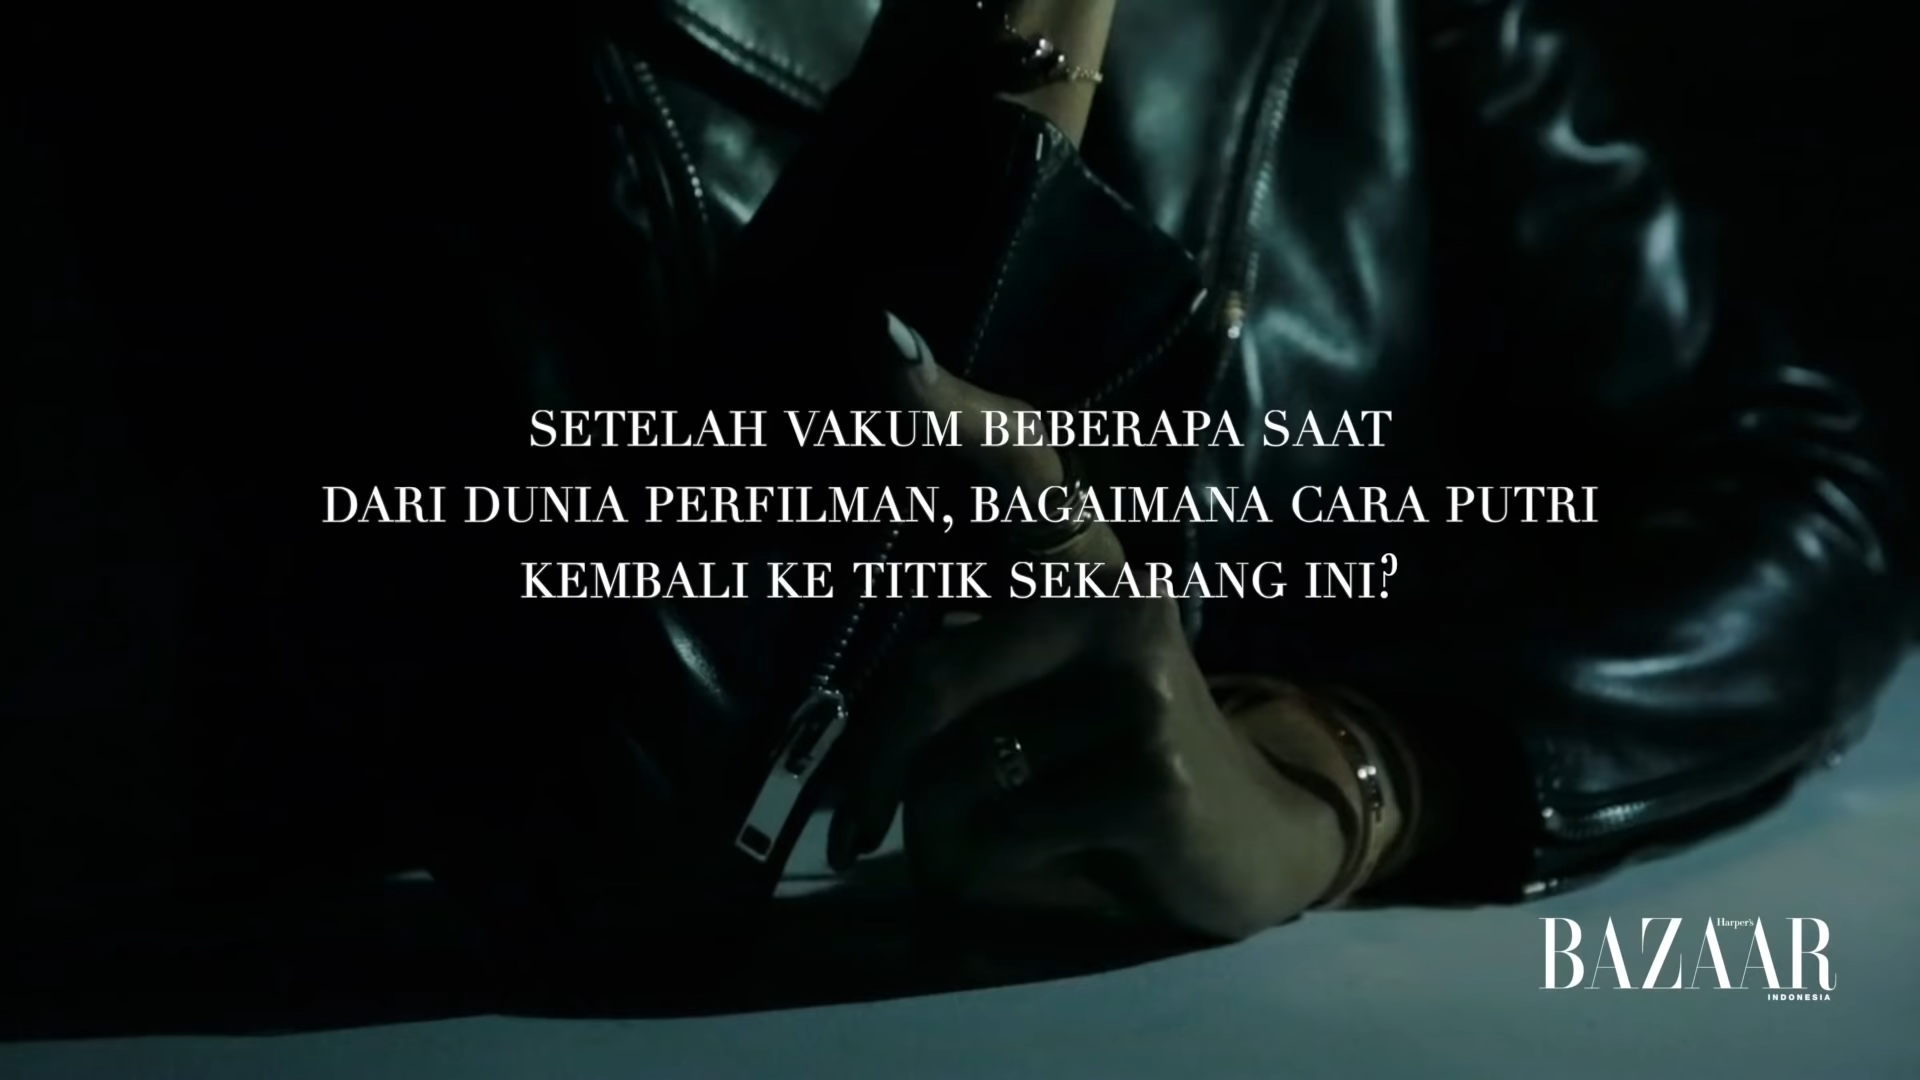 SETELAH VAKUM BEBERAPA SAAT
DARI DUNIA PERFILMAN, BAGAIMANA CARA PUTRI
KEMBALI KE TITIK SEKARANG INI?
Harper's
BAZAAR
INDONESIA